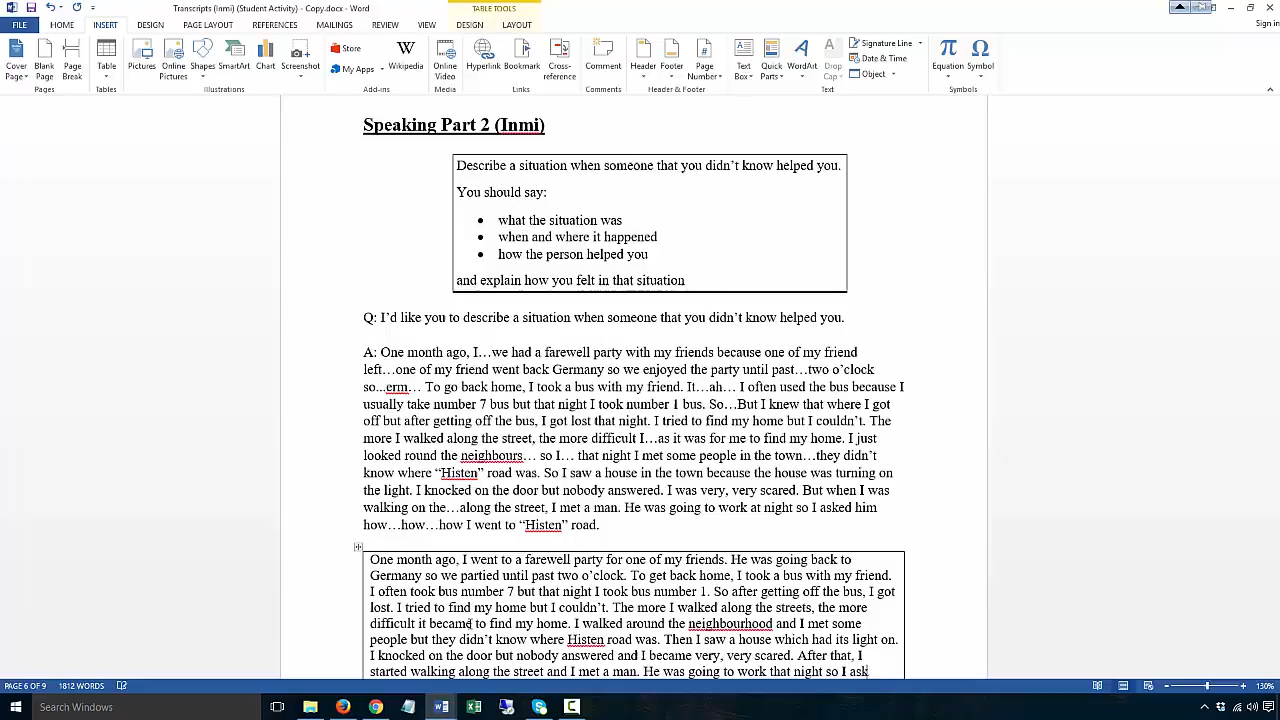 Transcripts (Inmi) (Student Activity) - Copy.docx - Word
TABLE TOOLS
Sign in
FILE HOME INSERT DESIGN PAGE LAYOUT REFERENCES MAILINGS REVIEW VIEW DESIGN LAYOUT
Cover Page Blank Page Page Break
Pages
Table
Tables
Pictures Online Pictures Shapes SmartArt Chart Screenshot
Illustrations
Store
My Apps
Wikipedia
Add-ins
Online Video
Media
Hyperlink Bookmark Cross-reference
Links
Comment
Comments
Header Footer Page Number
Header & Footer
Text Box Quick Parts WordArt Drop Cap
Signature Line
Date & Time
Object
Text
Equation Symbol
Symbols
Speaking Part 2 (Inmi)
Describe a situation when someone that you didn’t know helped you.
You should say:
• what the situation was
• when and where it happened
• how the person helped you
and explain how you felt in that situation
Q: I’d like you to describe a situation when someone that you didn’t know helped you.
A: One month ago, I…we had a farewell party with my friends because one of my friend
left…one of my friend went back Germany so we enjoyed the party until past…two o’clock
so...erm… To go back home, I took a bus with my friend. It…ah… I often used the bus because I
usually take number 7 bus but that night I took number 1 bus. So…But I knew that where I got
off but after getting off the bus, I got lost that night. I tried to find my home but I couldn’t. The
more I walked along the street, the more difficult I…as it was for me to find my home. I just
looked round the neighbours… so I… that night I met some people in the town…they didn’t
know where “Histen” road was. So I saw a house in the town because the house was turning on
the light. I knocked on the door but nobody answered. I was very, very scared. But when I was
walking on the…along the street, I met a man. He was going to work at night so I asked him
how…how…how I went to “Histen” road.
One month ago, I went to a farewell party for one of my friends. He was going back to
Germany so we partied until past two o’clock. To get back home, I took a bus with my friend.
I often took bus number 7 but that night I took bus number 1. So after getting off the bus, I got
lost. I tried to find my home but I couldn’t. The more I walked along the streets, the more
difficult it became to find my home. I walked around the neighbourhood and I met some
people but they didn’t know where Histen road was. Then I saw a house which had its light on.
I knocked on the door but nobody answered and I became very, very scared. After that, I
started walking along the street and I met a man. He was going to work that night so I ask
PAGE 6 OF 9 1812 WORDS
130%
Search Windows